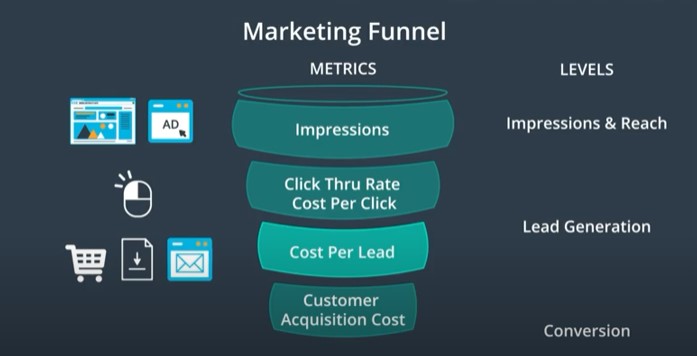 Marketing Funnel
METRICS
LEVELS
AD
Impressions
Impressions & Reach
Click Thru Rate
Cost Per Click
Lead Generation
Cost Per Lead
Customer
Acquisition Cost
Conversion